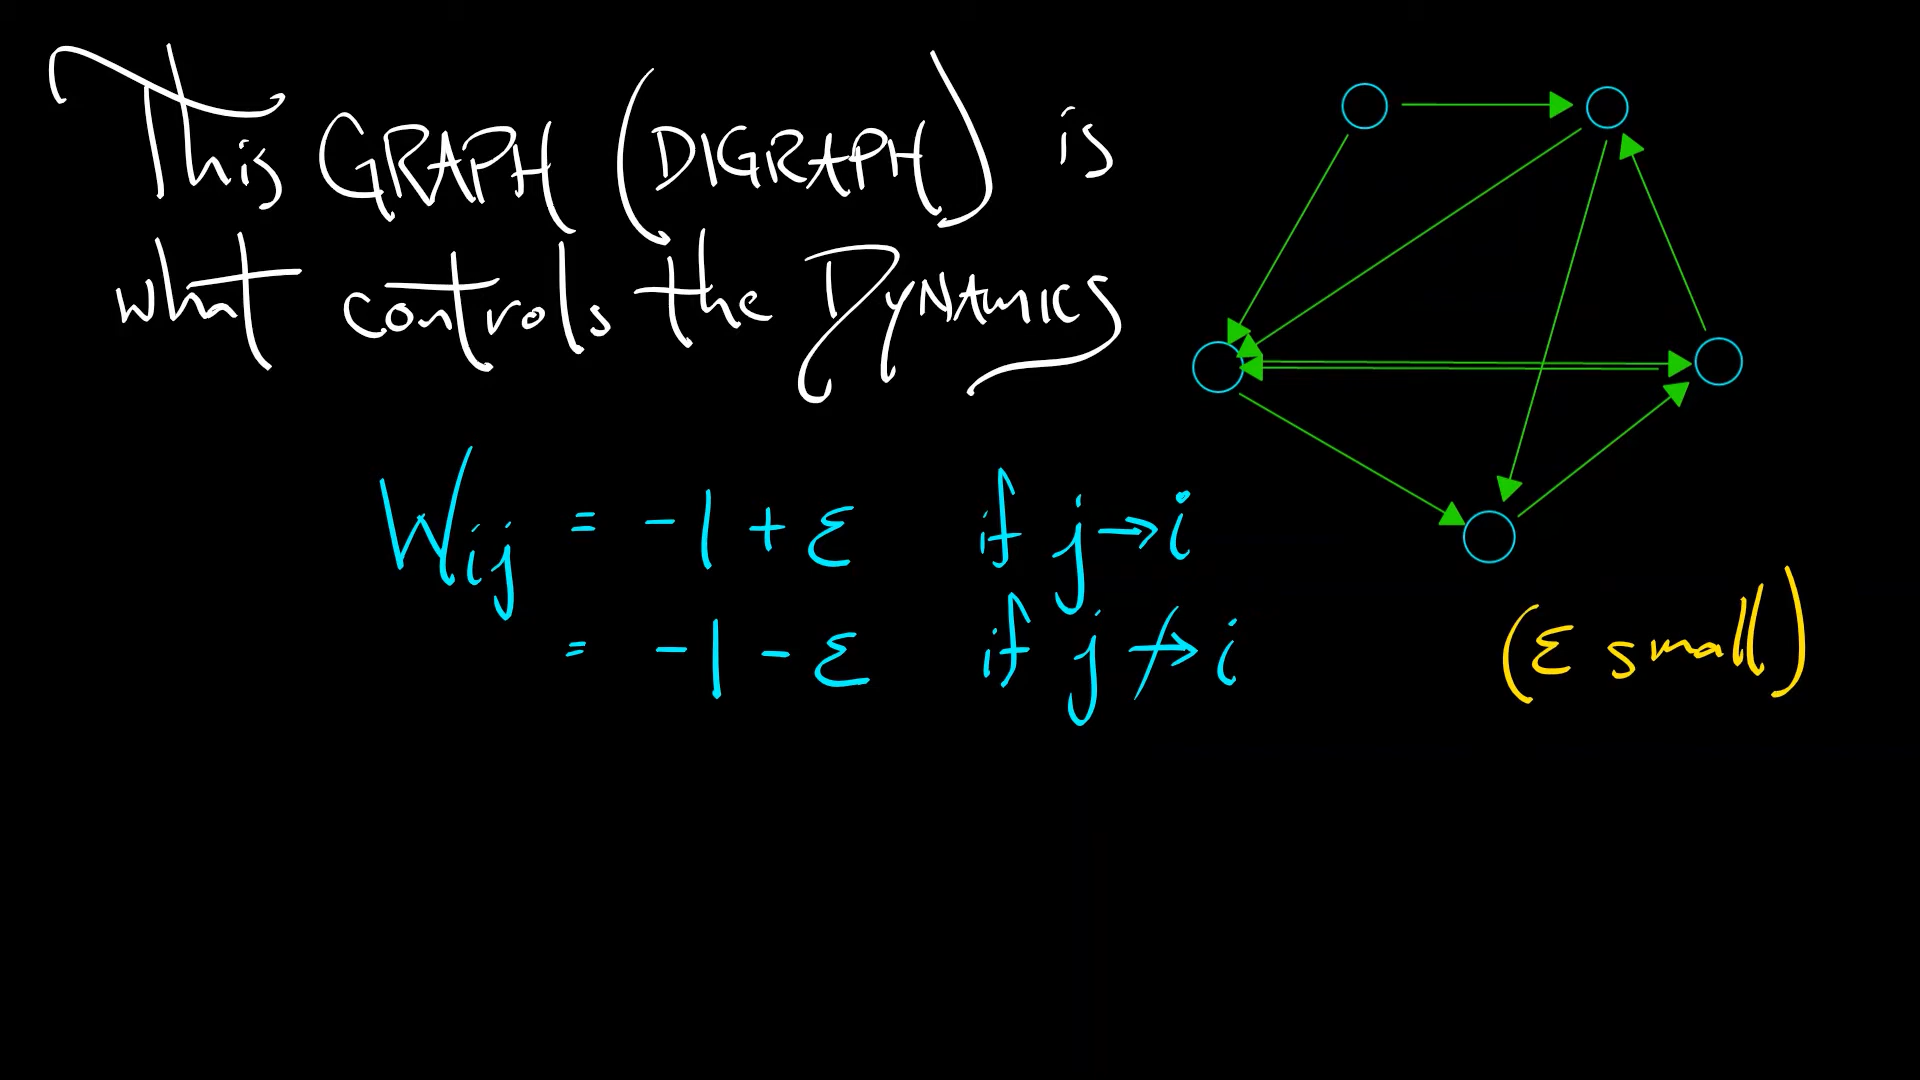 This GRAPH (DIGRAPH) is
what controls the DYNAMICS
Wij = -1 + ε if j → i
= -1 - ε if j ↛ i
(ε small)